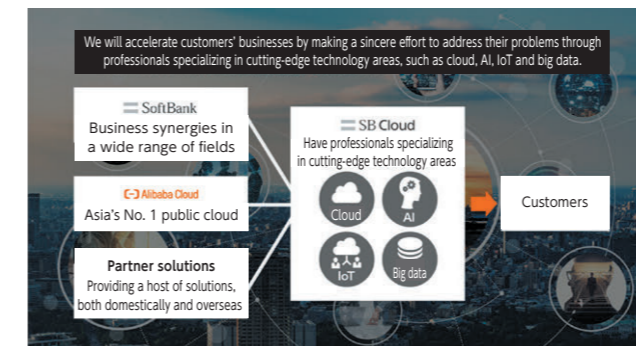 We will accelerate customers' businesses by making a sincere effort to address their problems through
professionals specializing in cutting-edge technology areas, such as cloud, AI, IoT and big data.
SoftBank
Business synergies in
a wide range of fields
Alibaba Cloud
Asia's No. 1 public cloud
Partner solutions
Providing a host of solutions,
both domestically and overseas
SB Cloud
Have professionals specializing
in cutting-edge technology areas
Cloud
AI
IoT
Big data
Customers